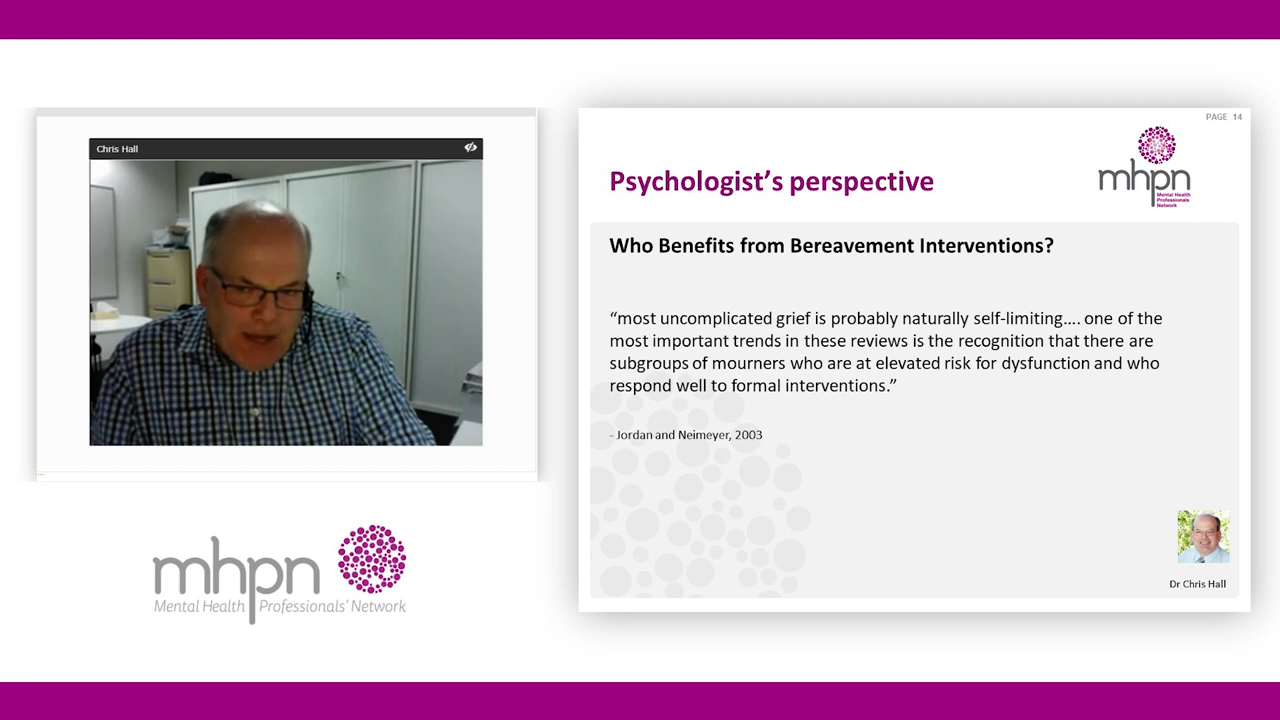 Chris Hall
mhpn
Mental Health Professionals' Network
PAGE 14
mhpn
Mental Health
Professionals
Network
Psychologist's perspective
Who Benefits from Bereavement Interventions?
“most uncomplicated grief is probably naturally self-limiting…. one of the
most important trends in these reviews is the recognition that there are
subgroups of mourners who are at elevated risk for dysfunction and who
respond well to formal interventions.”
- Jordan and Neimeyer, 2003
Dr Chris Hall